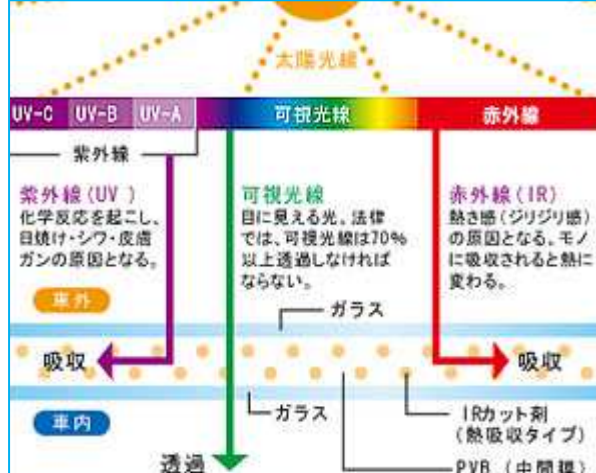 太陽光線
UV-C UV-B UV-A 可視光線 赤外線
紫外線
紫外線(UV )
化学反応を起こし、
日焼け・シワ・皮膚
ガンの原因となる。
可視光線
目に見える光。法律
では、可視光線は70%
以上透過しなければ
ならない。
赤外線(IR)
熱さ感(ジリジリ感)
の原因となる。モノ
に吸収されると熱に
変わる。
車外
ガラス
吸収
吸収
車内
ガラス
IRカット剤
(熱吸収タイプ)
透過
PVB(中間膜)